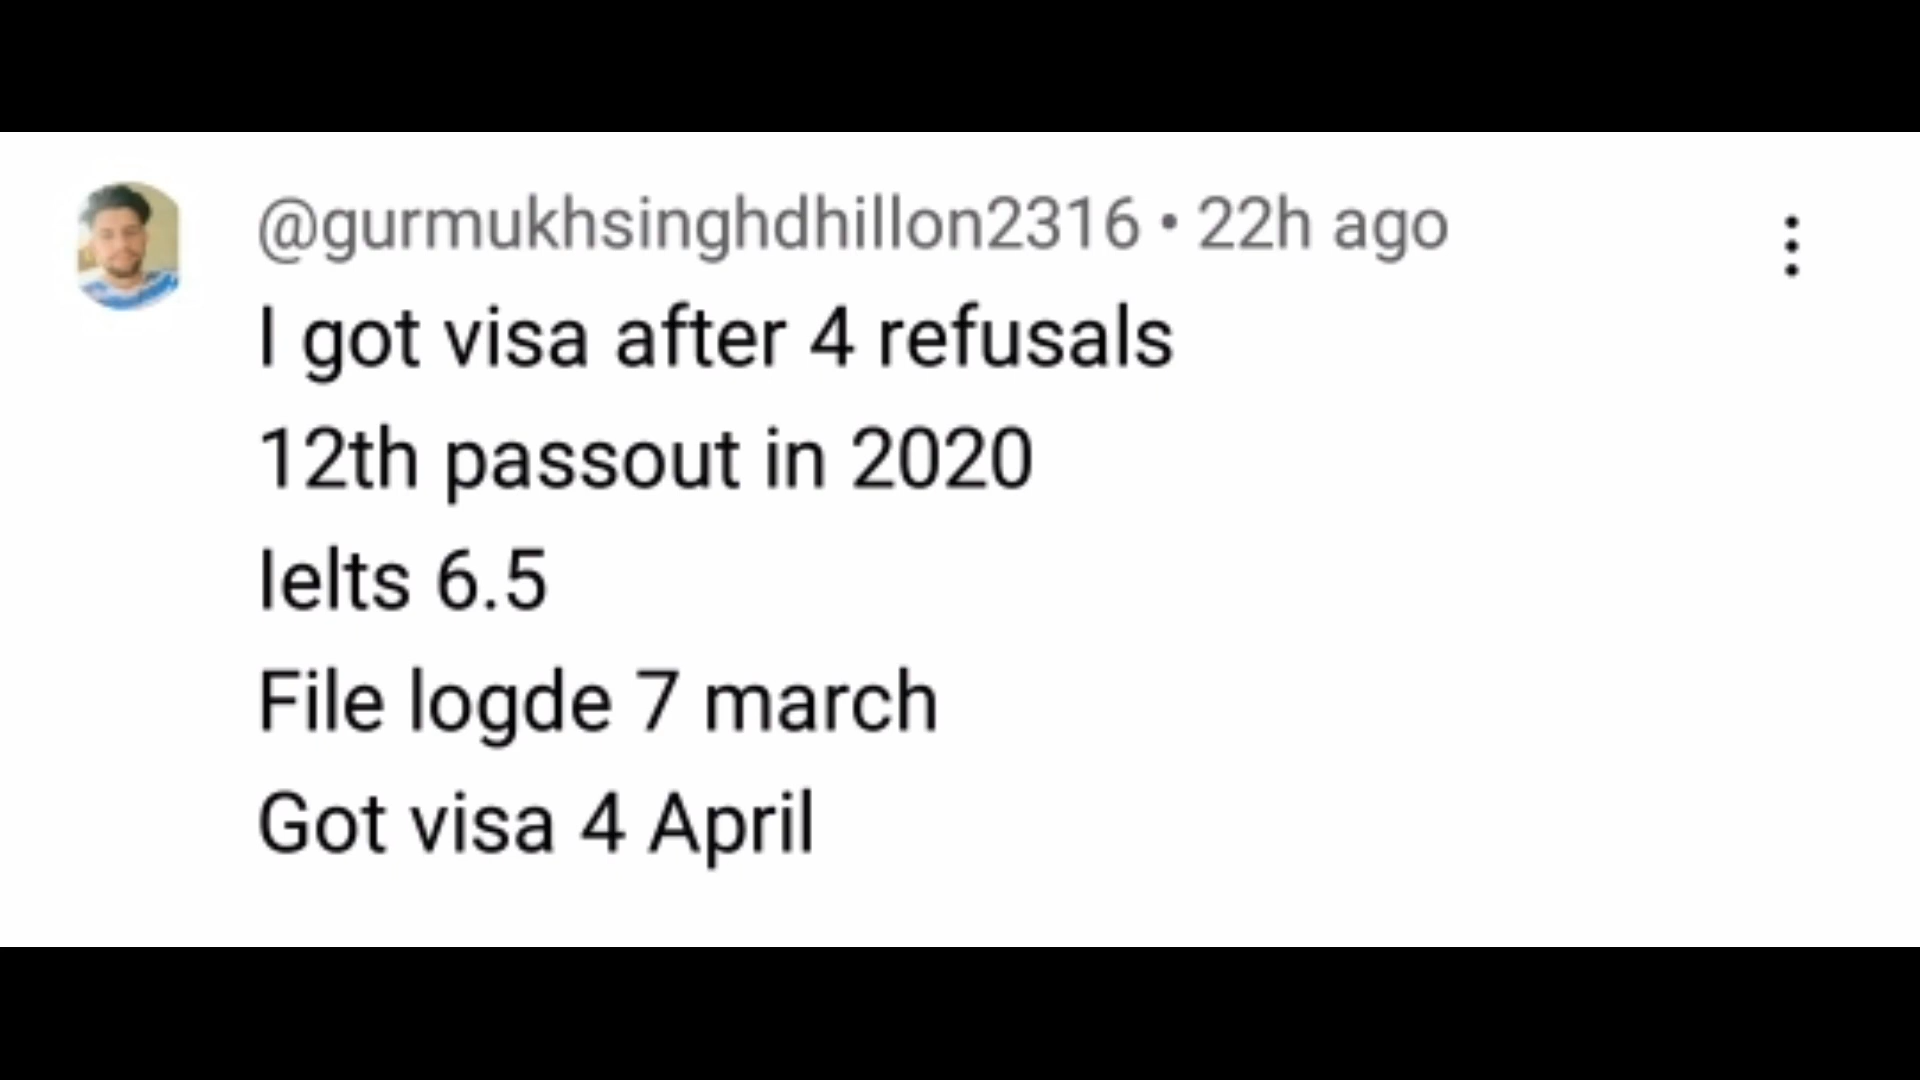 @gurmukhsinghdhillon2316 • 22h ago
I got visa after 4 refusals
12th passout in 2020
Ielts 6.5
File logde 7 march
Got visa 4 April